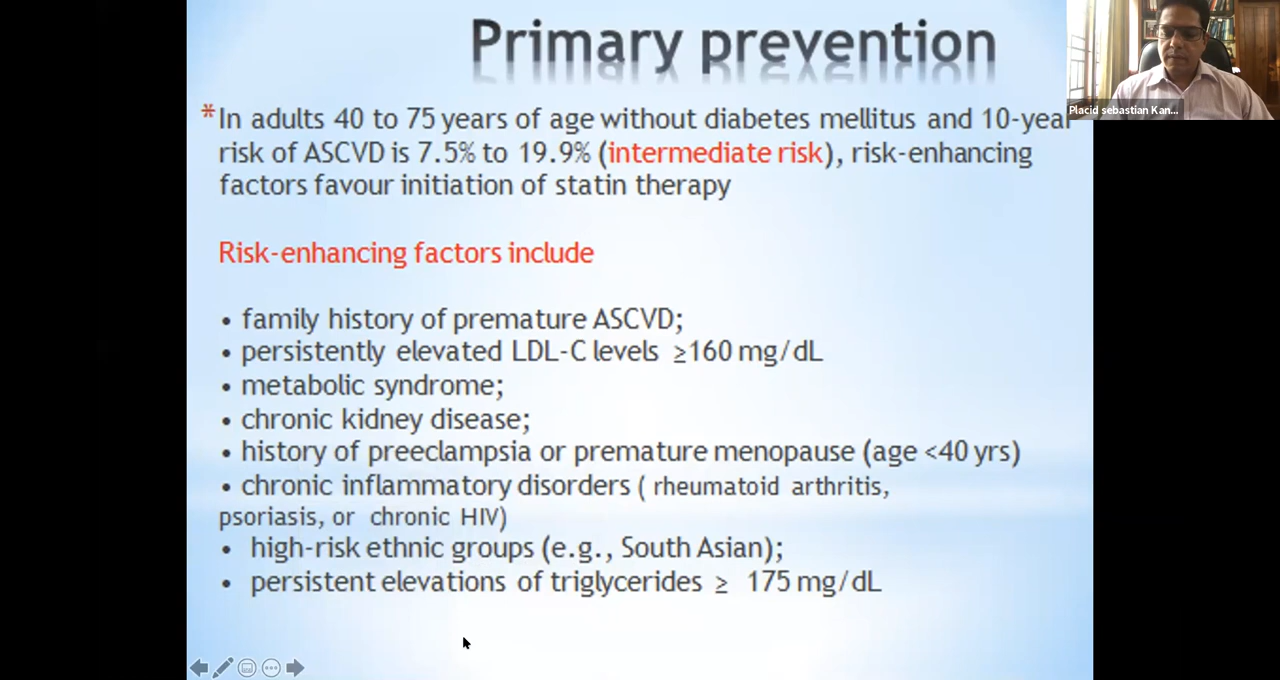 Primary prevention
Placid sebastian Kan...
* In adults 40 to 75 years of age without diabetes mellitus and 10-year
risk of ASCVD is 7.5% to 19.9% (intermediate risk), risk-enhancing
factors favour initiation of statin therapy
Risk-enhancing factors include
• family history of premature ASCVD;
• persistently elevated LDL-C levels ≥160 mg/dL
• metabolic syndrome;
• chronic kidney disease;
• history of preeclampsia or premature menopause (age <40 yrs)
• chronic inflammatory disorders ( rheumatoid arthritis,
psoriasis, or chronic HIV)
• high-risk ethnic groups (e.g., South Asian);
• persistent elevations of triglycerides ≥ 175 mg/dL